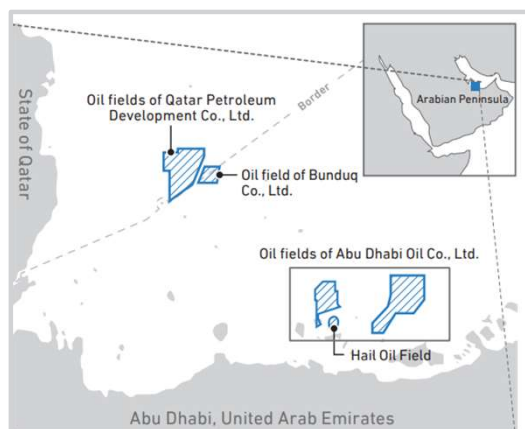 Oil fields of Qatar Petroleum
Development Co., Ltd.
Border
Arabian Peninsula
State of Qatar
Oil field of Bunduq
Co., Ltd.
Oil fields of Abu Dhabi Oil Co., Ltd.
Hail Oil Field
Abu Dhabi, United Arab Emirates